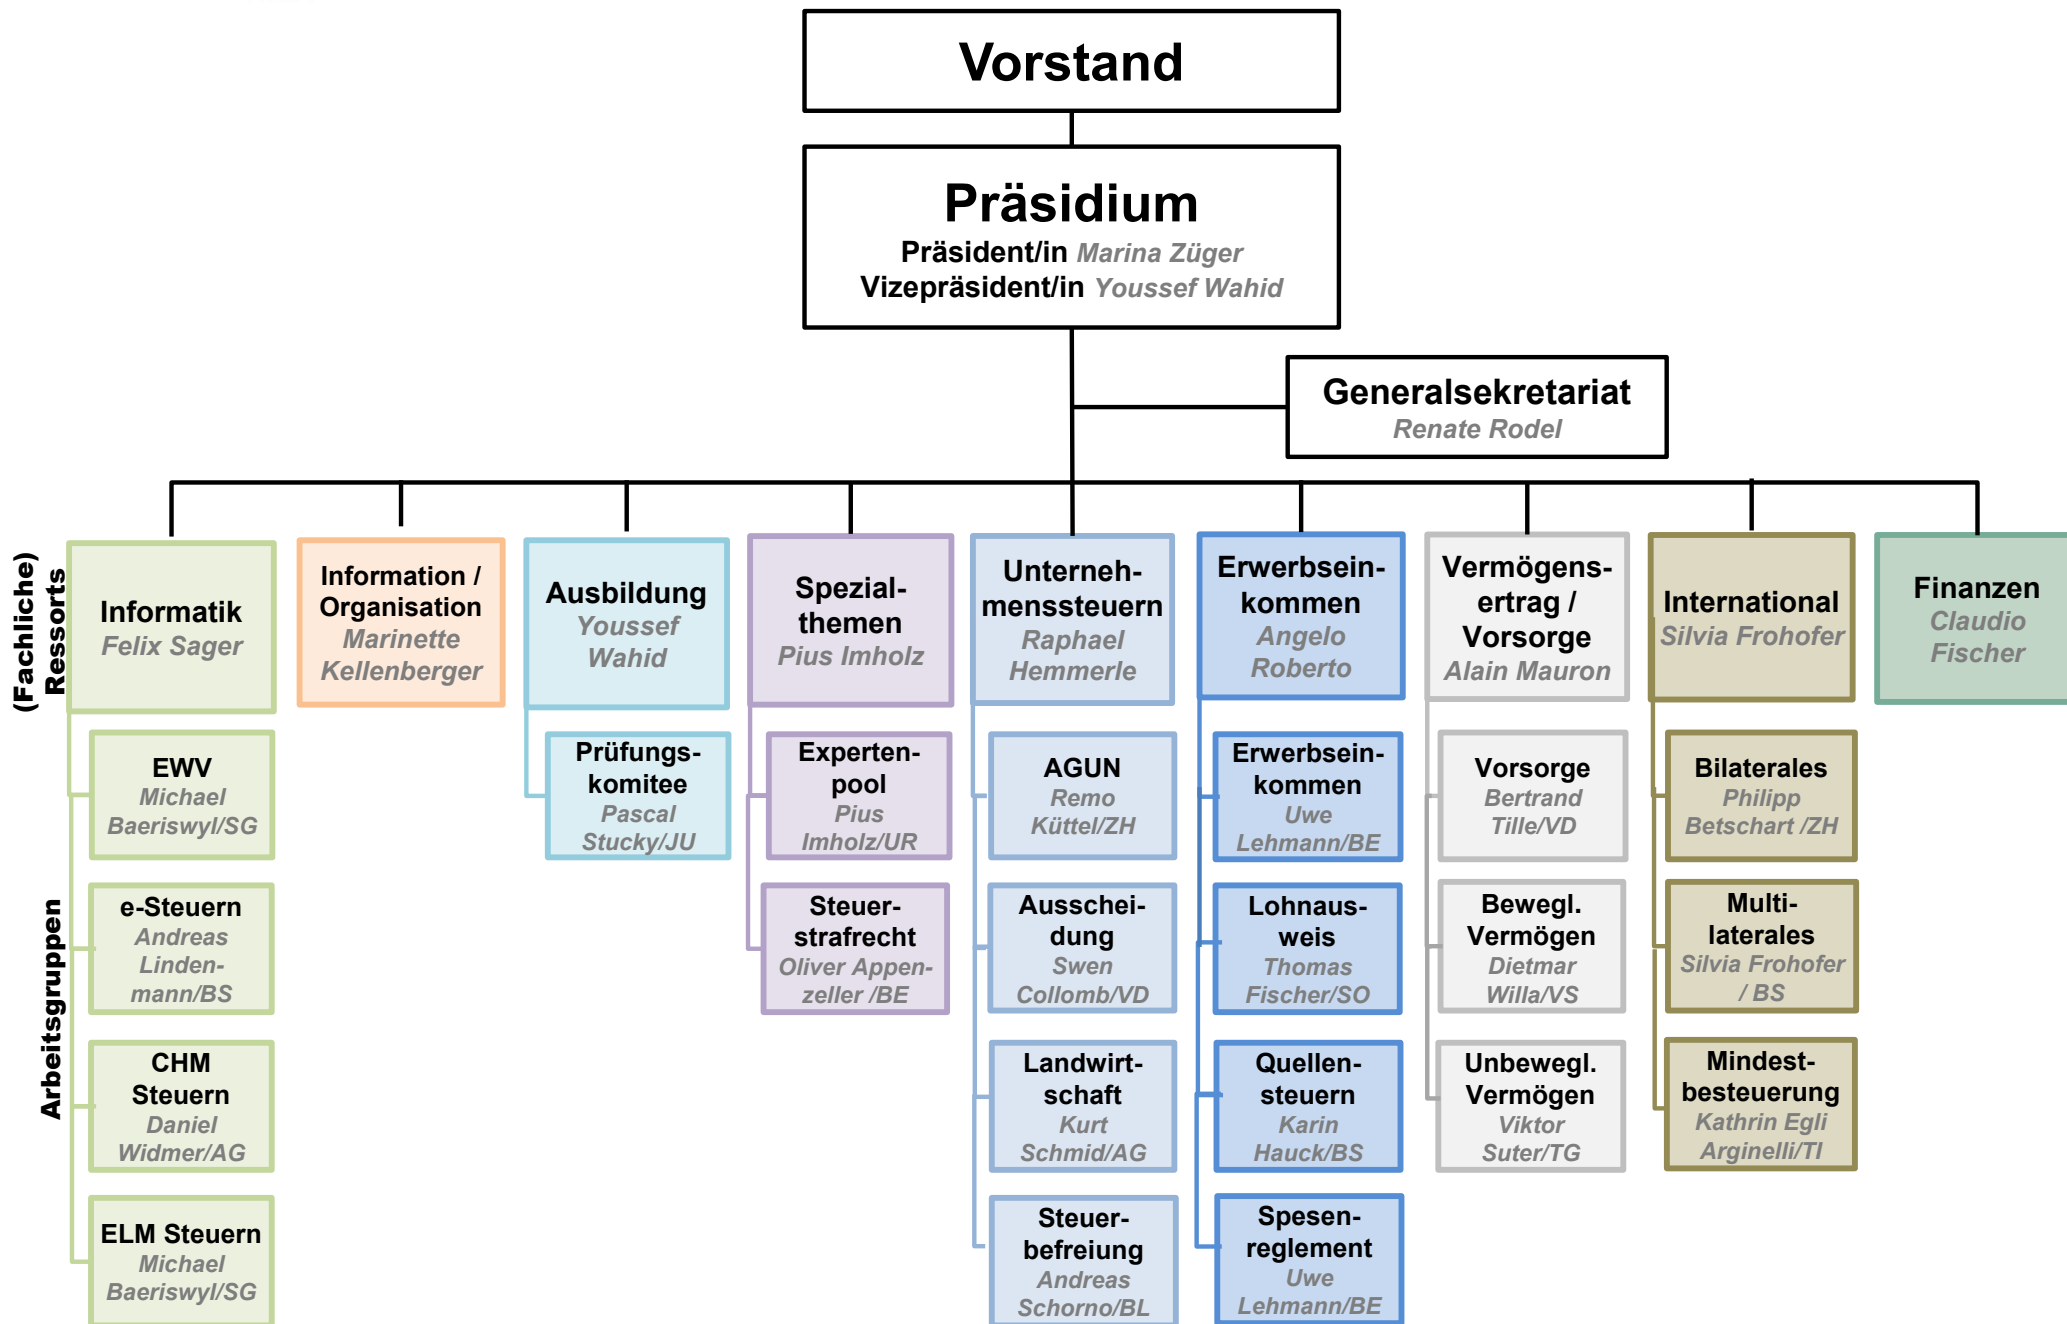 Vorstand
Präsidium
Präsident/in Marina Züger
Vizepräsident/in Youssef Wahid
Generalsekretariat
Renate Rodel
(Fachliche)
Ressorts
Informatik
Felix Sager
Information /
Organisation
Marinette
Kellenberger
Ausbildung
Youssef
Wahid
Spezial-
themen
Pius Imholz
Unterneh-
menssteuern
Raphael
Hemmerle
Erwerbsein-
kommen
Angelo
Roberto
Vermögens-
ertrag /
Vorsorge
Alain Mauron
International
Silvia Frohofer
Finanzen
Claudio
Fischer
Arbeitsgruppen
EWV
Michael
Baeriswyl/SG
e-Steuern
Andreas
Linden-
mann/BS
CHM
Steuern
Daniel
Widmer/AG
ELM Steuern
Michael
Baeriswyl/SG
Prüfungs-
komitee
Pascal
Stucky/JU
Experten-
pool
Pius
Imholz/UR
Steuer-
strafrecht
Oliver Appen-
zeller /BE
AGUN
Remo
Küttel/ZH
Ausschei-
dung
Swen
Collomb/VD
Landwirt-
schaft
Kurt
Schmid/AG
Steuer-
befreiung
Andreas
Schorno/BL
Erwerbsein-
kommen
Uwe
Lehmann/BE
Lohnaus-
weis
Thomas
Fischer/SO
Quellen-
steuern
Karin
Hauck/BS
Spesen-
reglement
Uwe
Lehmann/BE
Vorsorge
Bertrand
Tille/VD
Bewegl.
Vermögen
Dietmar
Willa/VS
Unbewegl.
Vermögen
Viktor
Suter/TG
Bilaterales
Philipp
Betschart /ZH
Multi-
laterales
Silvia Frohofer
/ BS
Mindest-
besteuerung
Kathrin Egli
Arginelli/TI